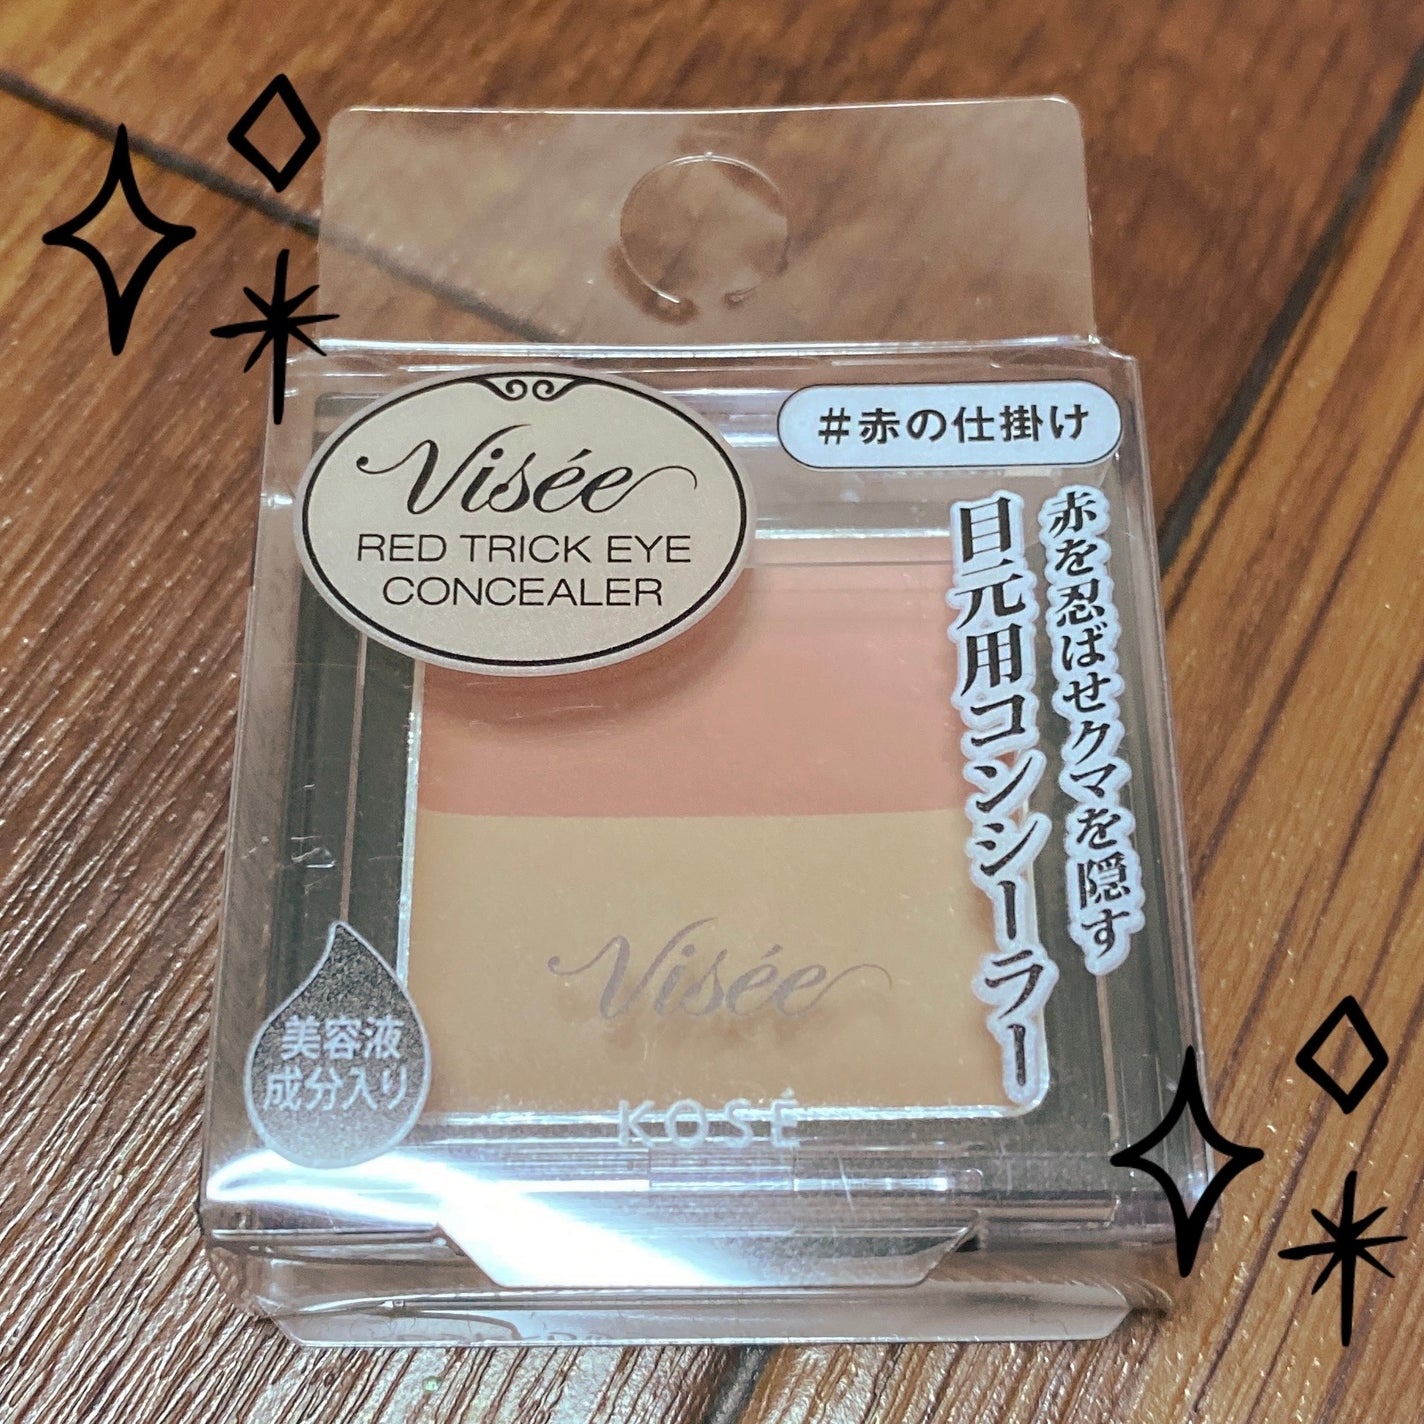 Visée
RED TRICK EYE
CONCEALER
#赤の仕掛け
赤を忍ばせクマを隠す
目元用コンシーラー
Visée
美容液
成分入り
KOSÉ